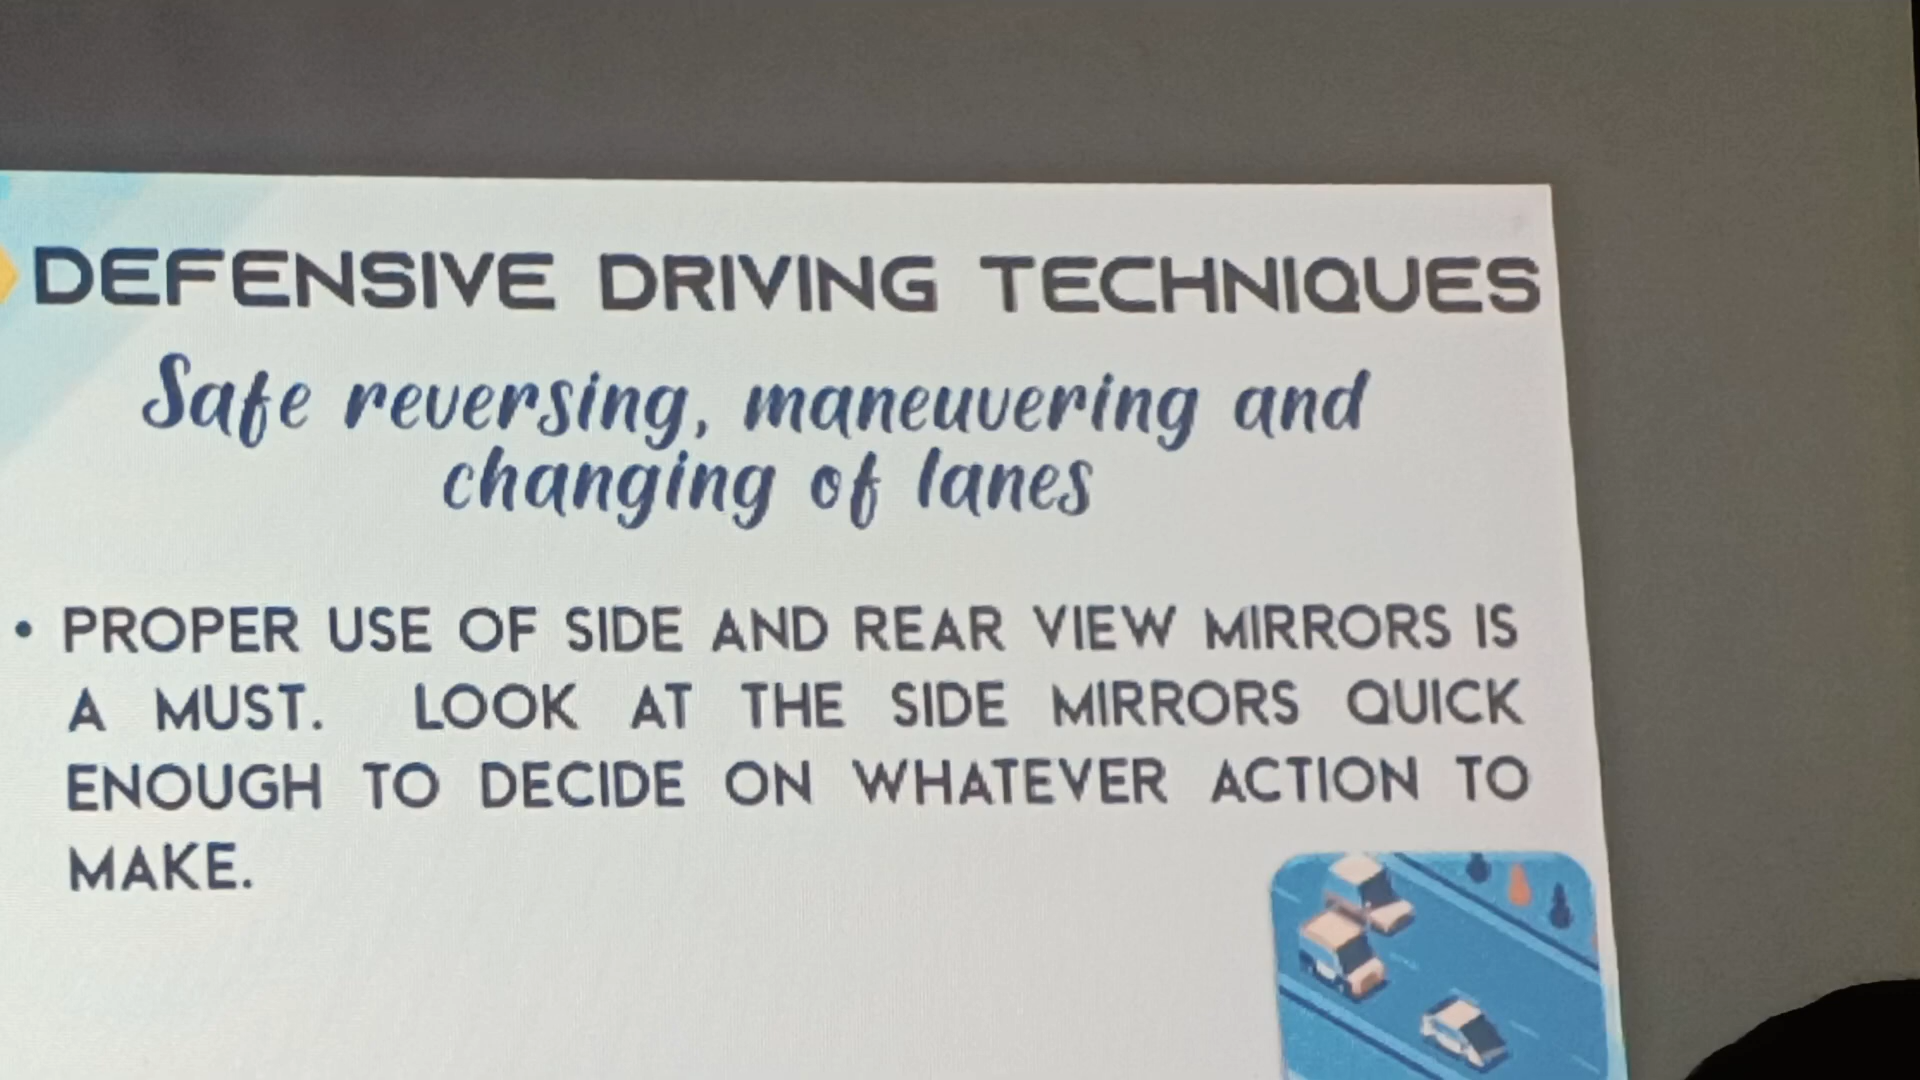 DEFENSIVE DRIVING TECHNIQUES
Safe reversing, maneuvering and
changing of lanes
• PROPER USE OF SIDE AND REAR VIEW MIRRORS IS
A MUST. LOOK AT THE SIDE MIRRORS QUICK
ENOUGH TO DECIDE ON WHATEVER ACTION TO
MAKE.